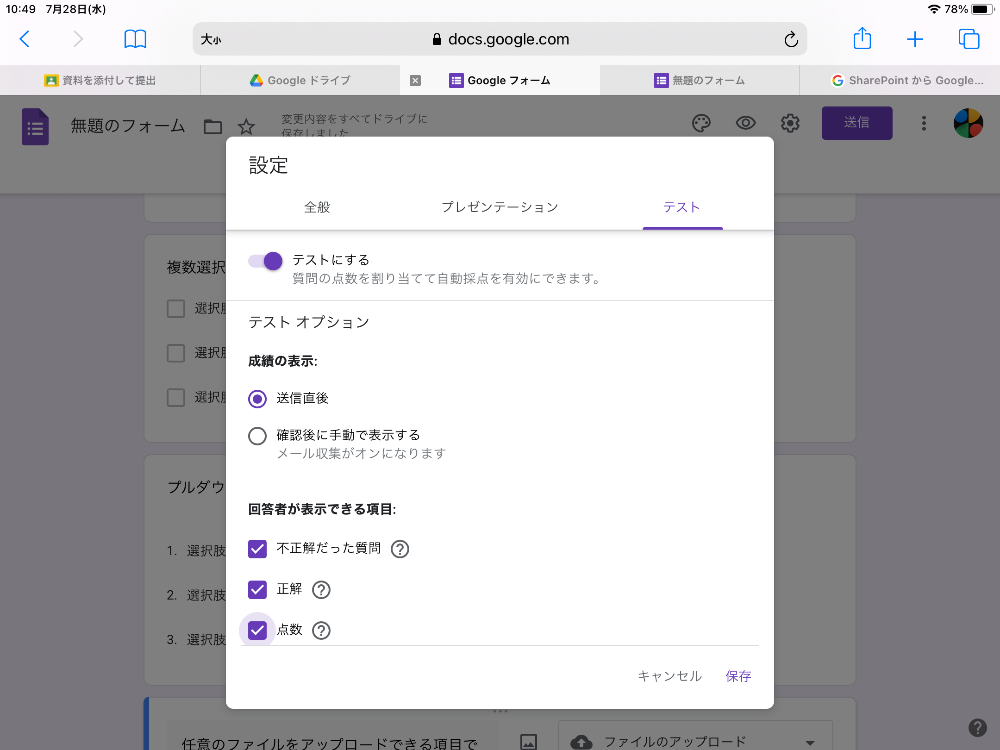 10:49 7月28日(水)
78%
大小
docs.google.com
資料を添付して提出
Google ドライブ
Google フォーム
無題のフォーム
SharePoint から Google...
無題のフォーム
変更内容をすべてドライブに
保存しました
送信
設定
全般
プレゼンテーション
テスト
テストにする
質問の点数を割り当てて自動採点を有効にできます。
テスト オプション
成績の表示:
送信直後
確認後に手動で表示する
メール収集がオンになります
回答者が表示できる項目:
不正解だった質問
正解
点数
キャンセル
保存
複数選択
選択肢
選択肢
選択肢
プルダウ
1. 選択肢
2. 選択肢
3. 選択肢
任意のファイルをアップロードできる項目で
ファイルのアップロード